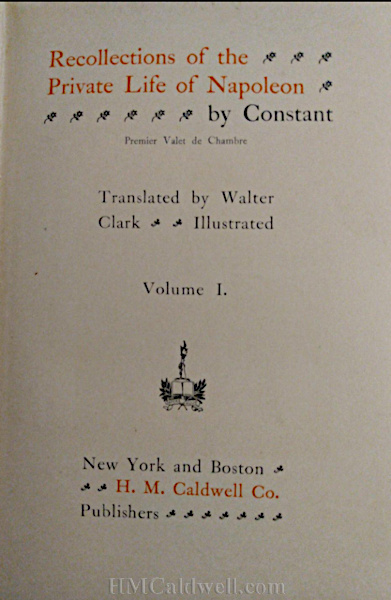 Recollections of the
Private Life of Napoleon
by Constant
Premier Valet de Chambre
Translated by Walter
Clark Illustrated
Volume I.
New York and Boston
H. M. Caldwell Co.
Publishers
HMCaldwell.com